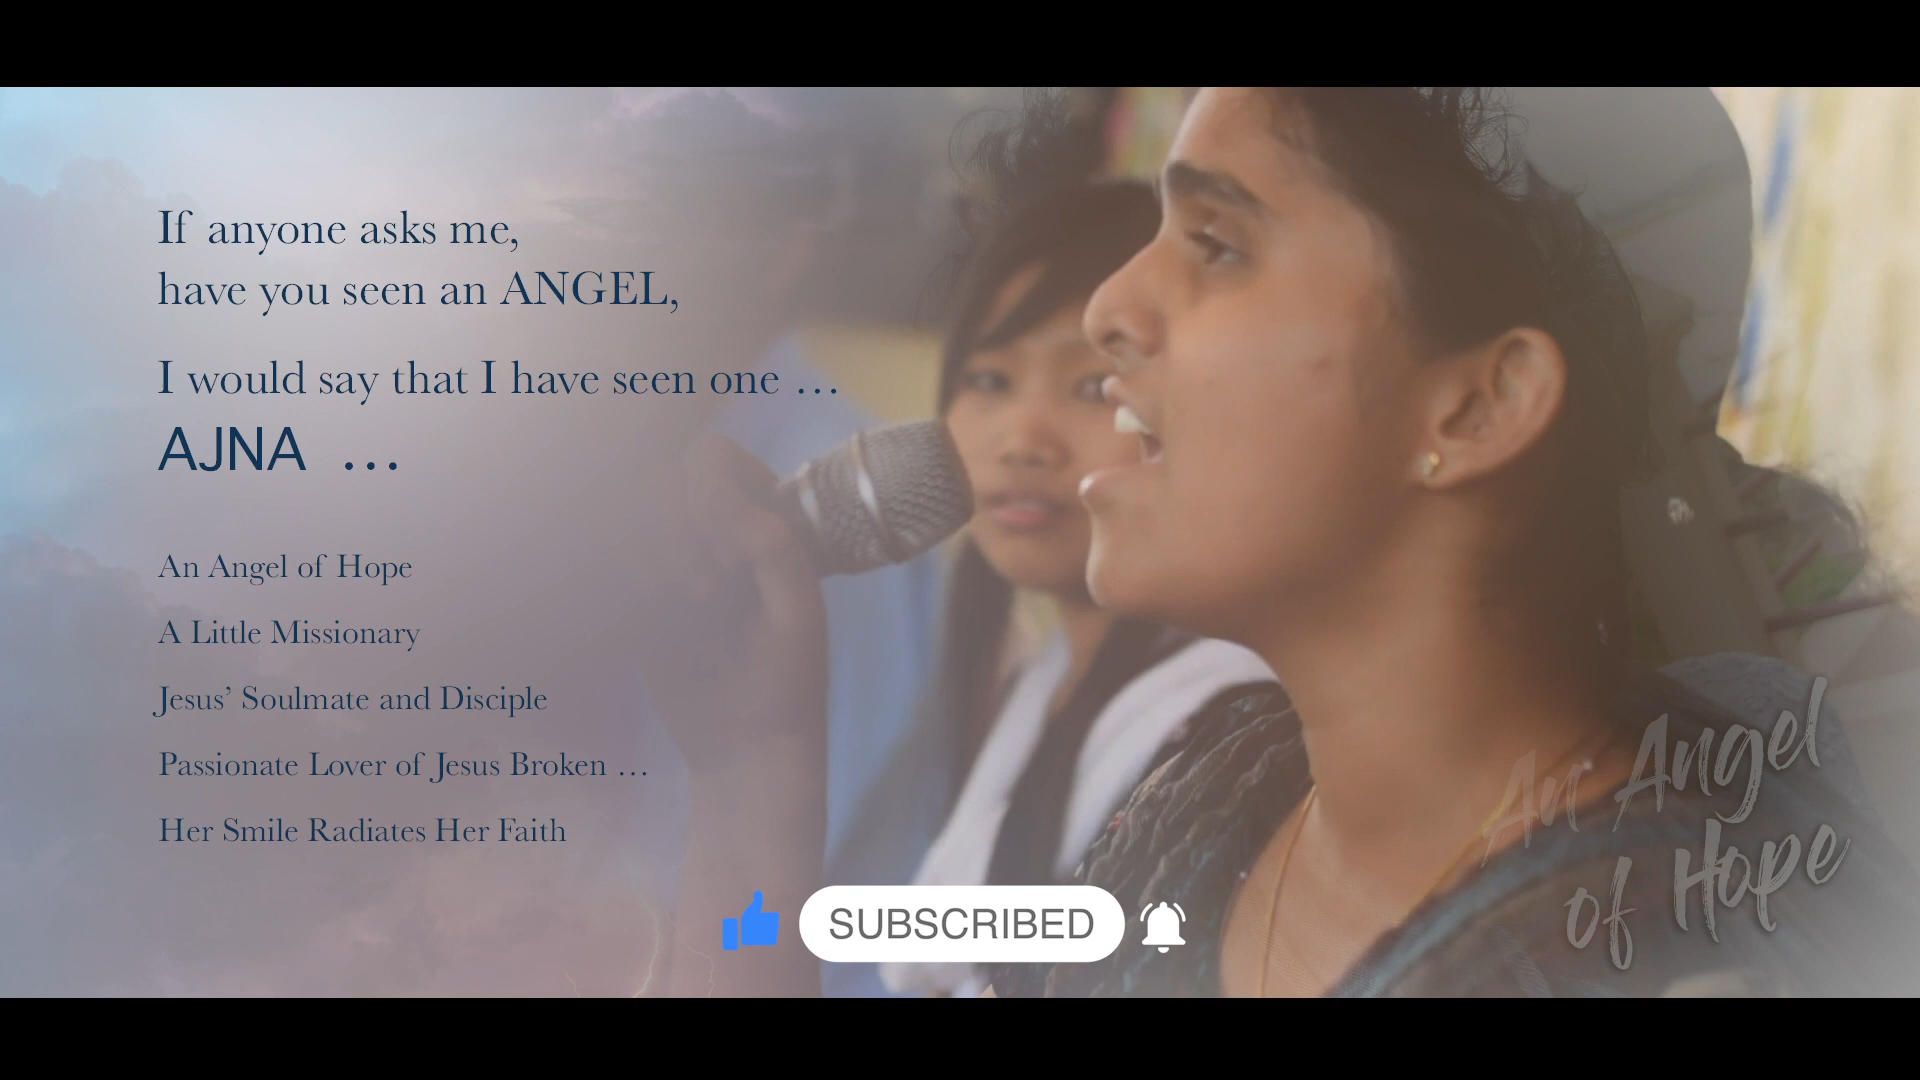 If anyone asks me,
have you seen an ANGEL,
I would say that I have seen one …
AJNA …
An Angel of Hope
A Little Missionary
Jesus’ Soulmate and Disciple
Passionate Lover of Jesus Broken …
Her Smile Radiates Her Faith
SUBSCRIBED
An Angel
of Hope